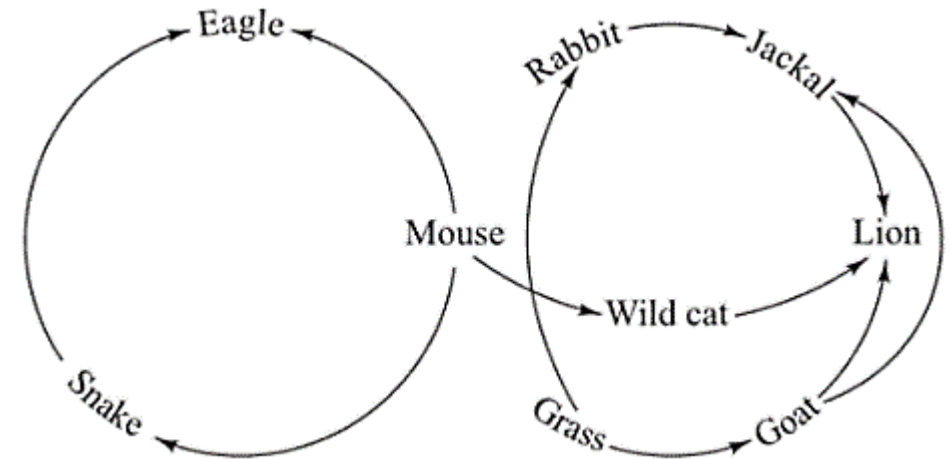 Eagle
Rabbit
Jackal
Mouse
Lion
Wild cat
Snake
Grass
Goat